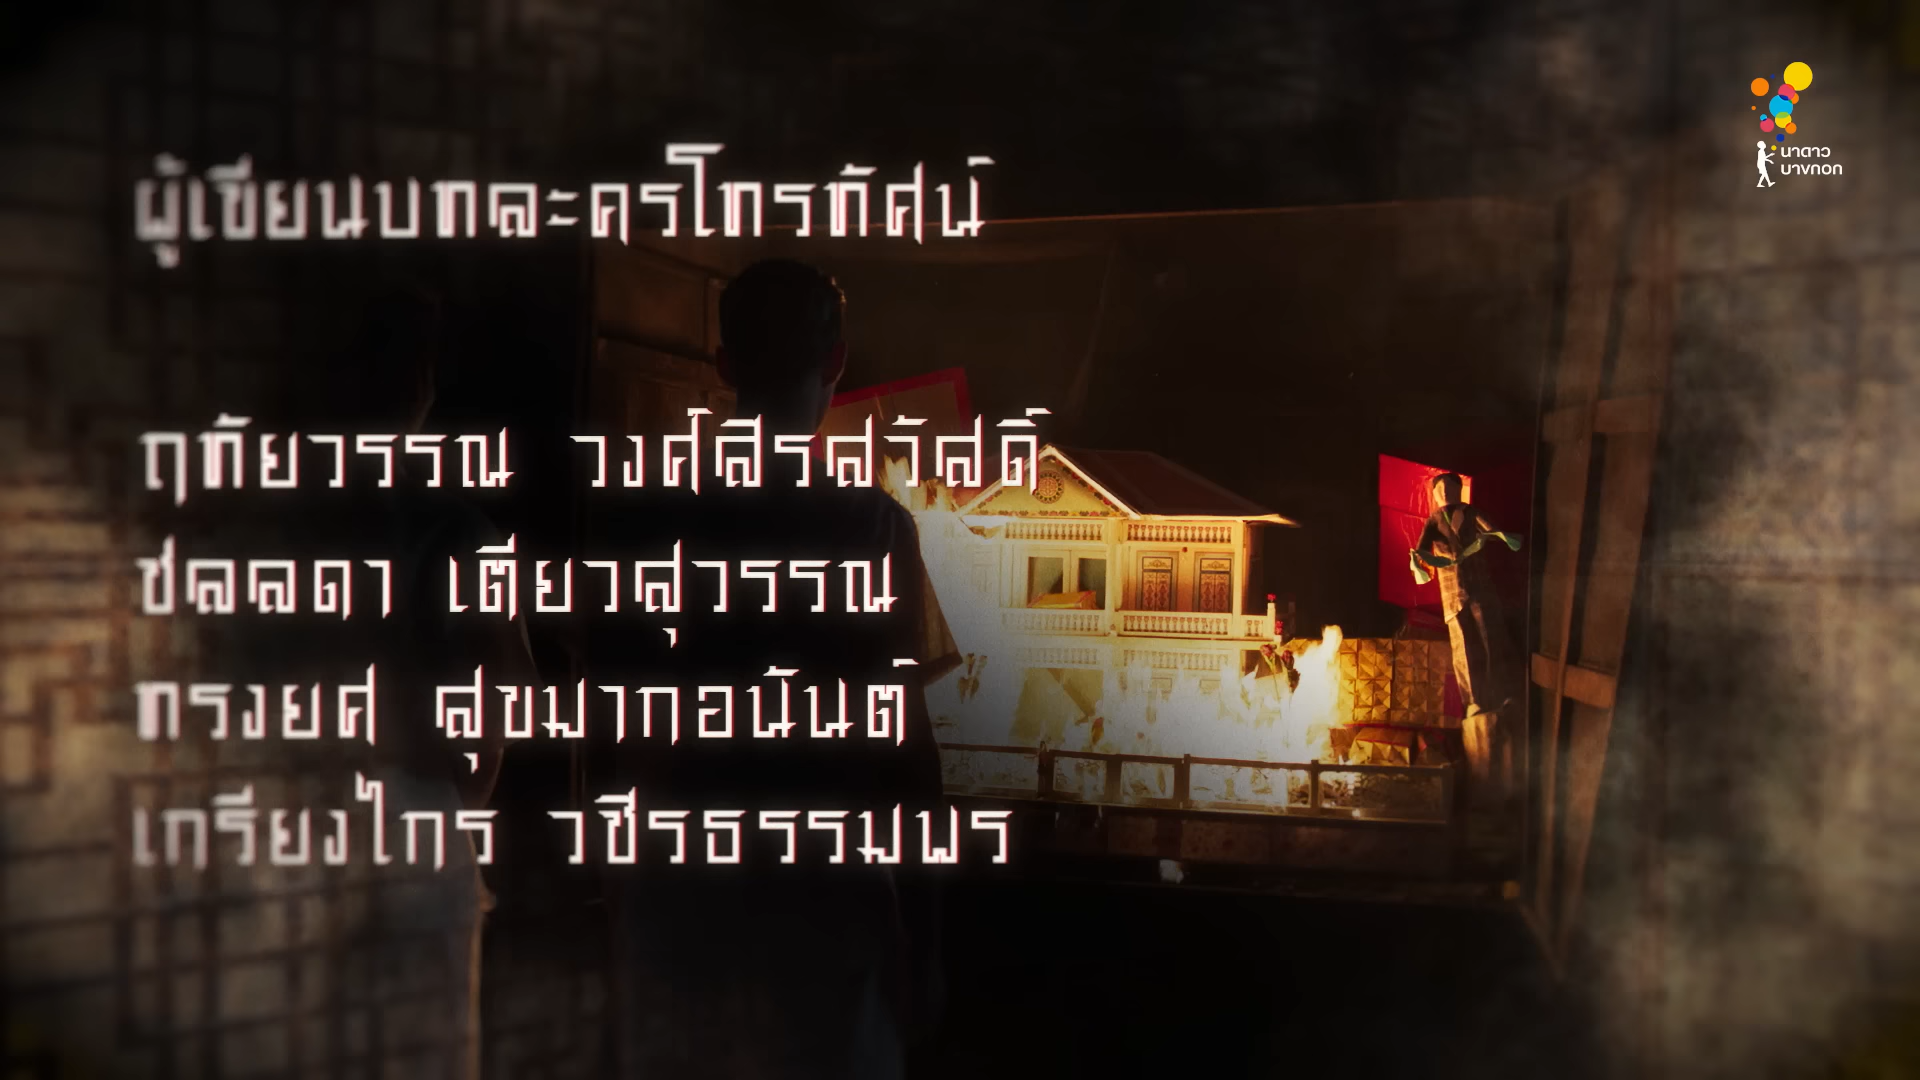 ผู้เขียนบทละครโทรทัศน์
ฤทัยวรรณ วงศ์สิรสวัสดิ์
ชลลดา เตียวสุวรรณ
ทรงยศ สุขมากอนันต์
เกรียงไกร วชิรธรรมพร
นาดาว
บางกอก